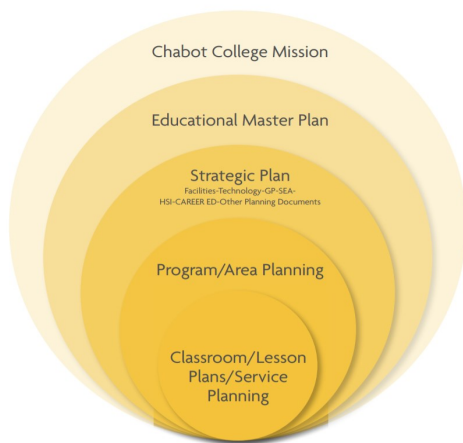 Chabot College Mission
Educational Master Plan
Strategic Plan
Facilities-Technology-GP-SEA-
HSI-CAREER ED-Other Planning Documents
Program/Area Planning
Classroom/Lesson
Plans/Service
Planning